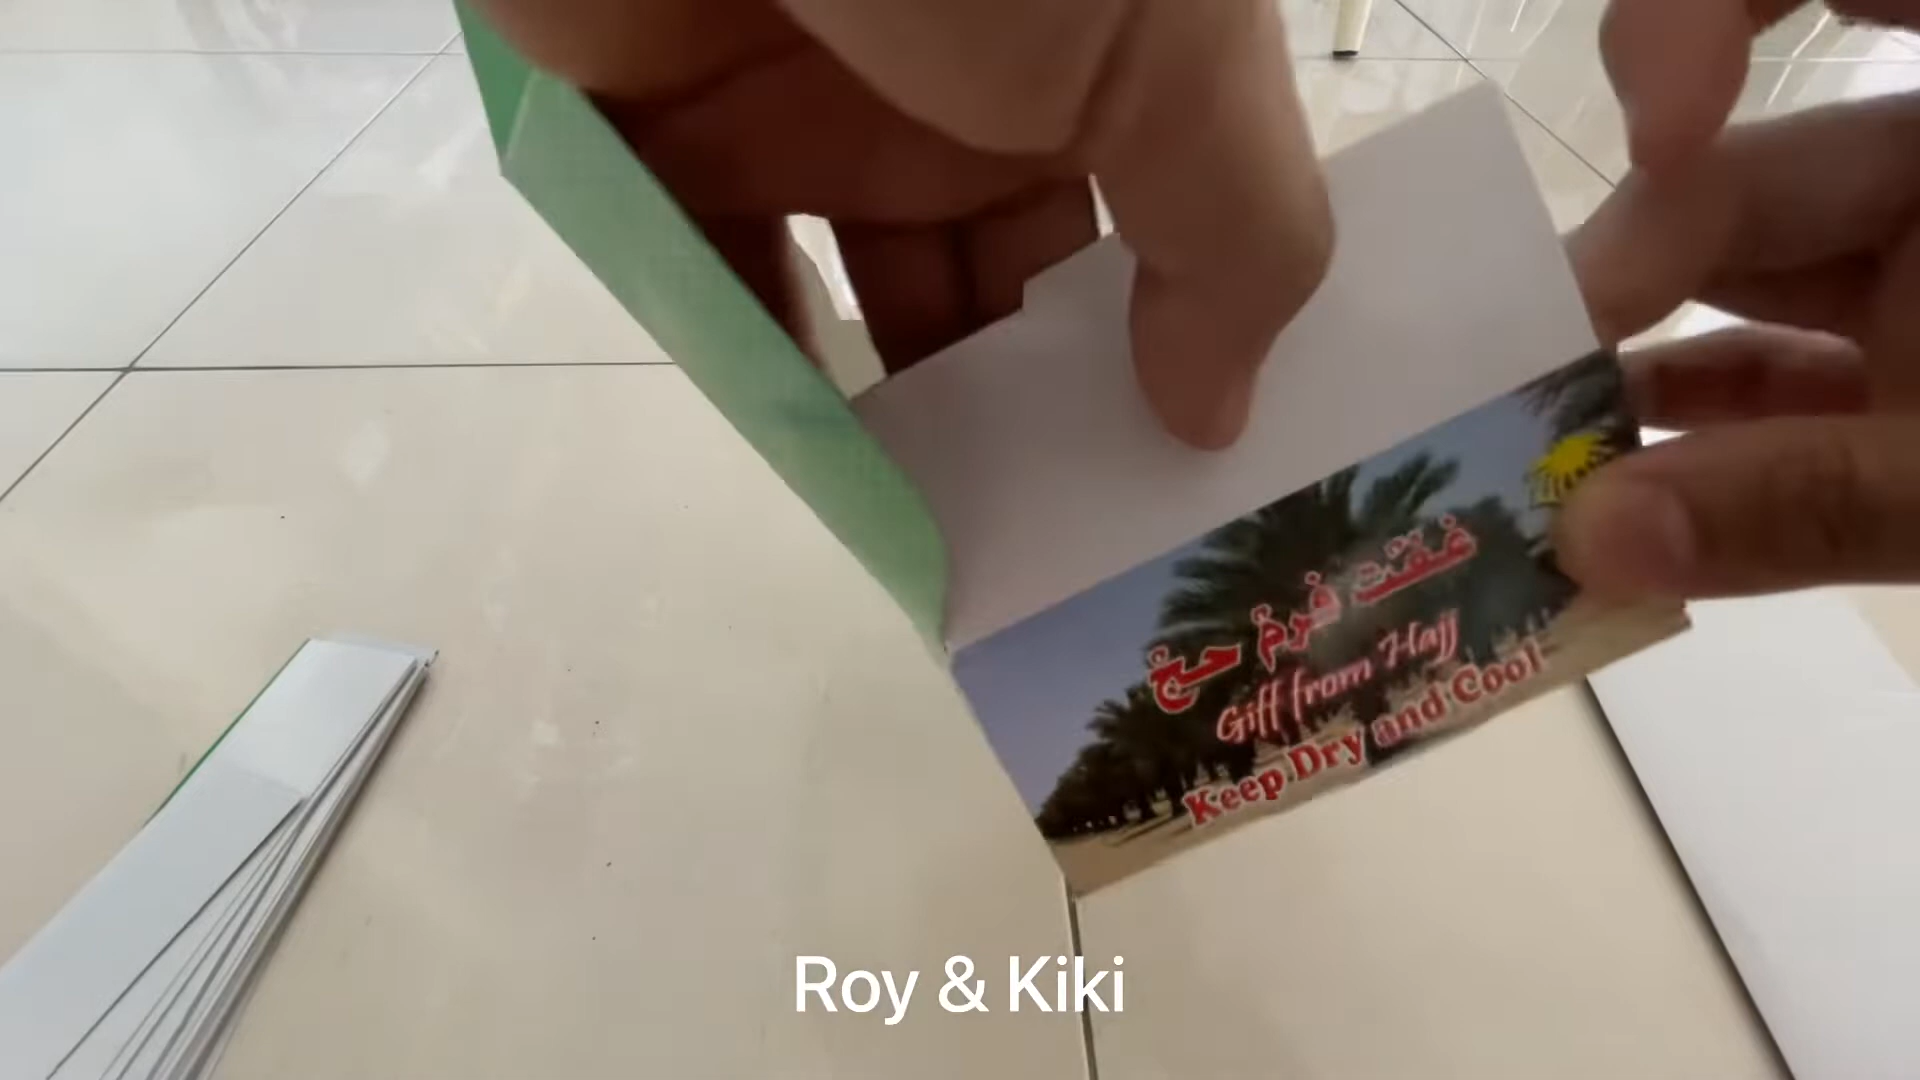 غفت فرم حج
Giff from Hajj
Keep Dry and Cool
Roy & Kiki